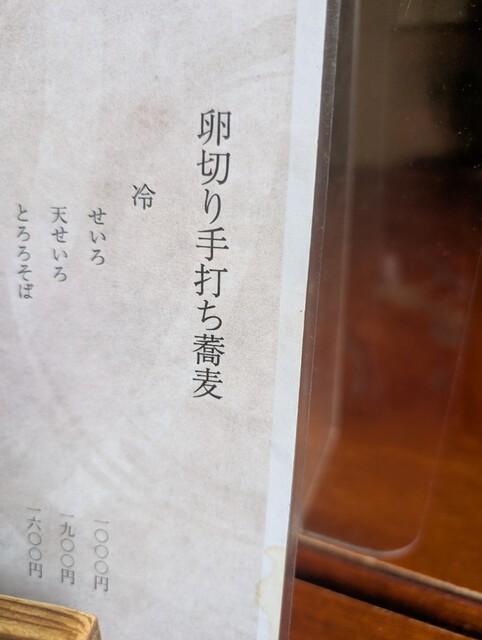 卵切り手打ち蕎麦
冷
せいろ 一〇〇〇円
天せいろ 一九〇〇円
とろろそば 一六〇〇円